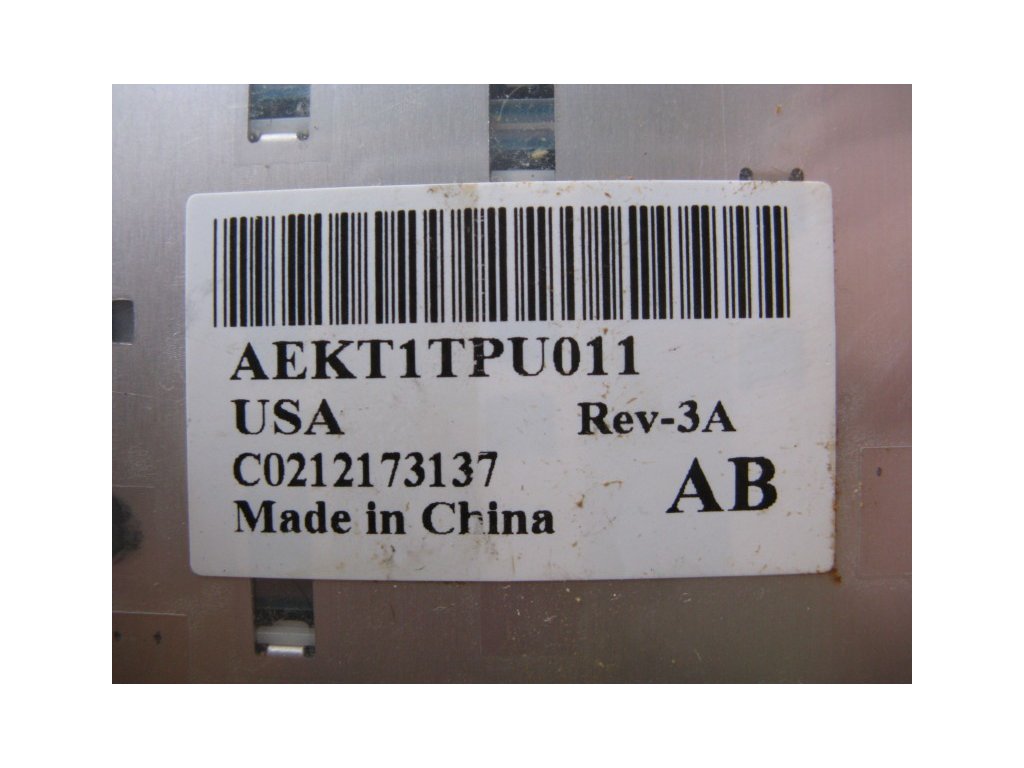 AEKT1TPU011
USA Rev-3A
C0212173137 AB
Made in China